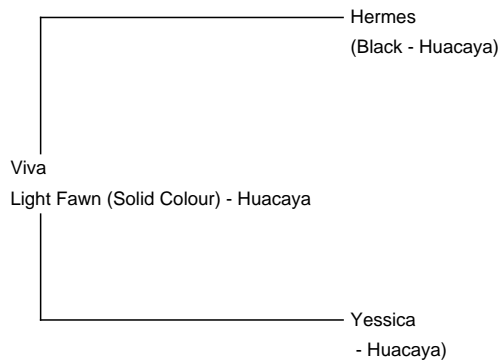 Hermes
(Black - Huacaya)
Viva
Light Fawn (Solid Colour) - Huacaya
Yessica
- Huacaya)